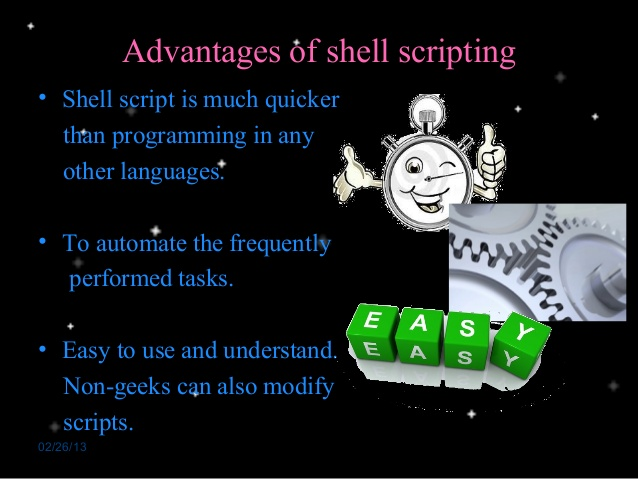 Advantages of shell scripting
• Shell script is much quicker
than programming in any
other languages.
• To automate the frequently
performed tasks.
• Easy to use and understand.
Non-geeks can also modify
scripts.
02/26/13
E A S Y
E A S Y